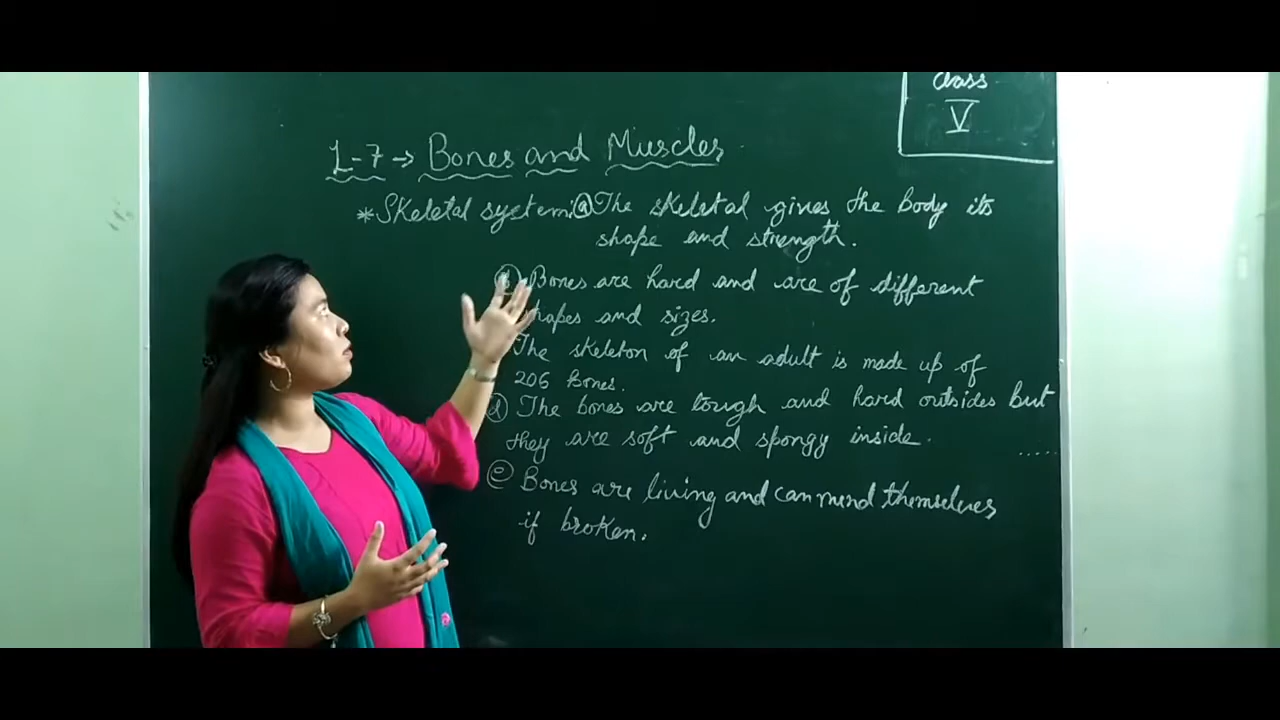 Class
V
L-7 → Bones and Muscles
* Skeletal system: (a) The skeletal gives the body its
shape and strength.
Bones are hard and are of different
shapes and sizes.
The skeleton of an adult is made up of
206 Bones.
(d) The bones are tough and hard outsides but
they are soft and spongy inside.
.....
(e) Bones are living and can mend themselves
if broken.